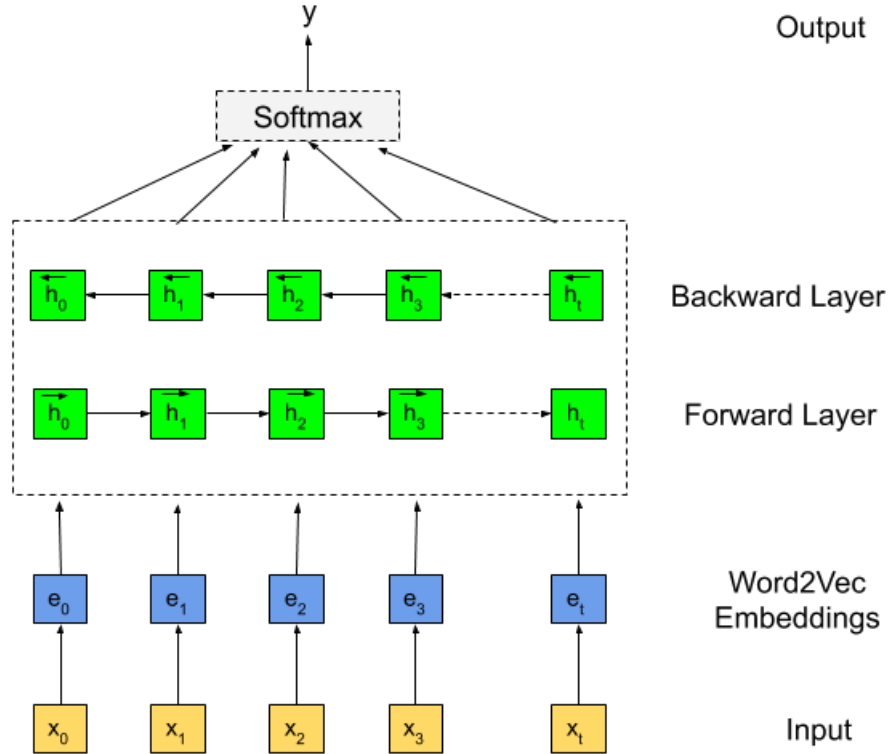 y Output
Softmax
h₀ h₁ h₂ h₃ hₜ Backward Layer
h₀ h₁ h₂ h₃ hₜ Forward Layer
e₀ e₁ e₂ e₃ eₜ Word2Vec
Embeddings
x₀ x₁ x₂ x₃ xₜ Input